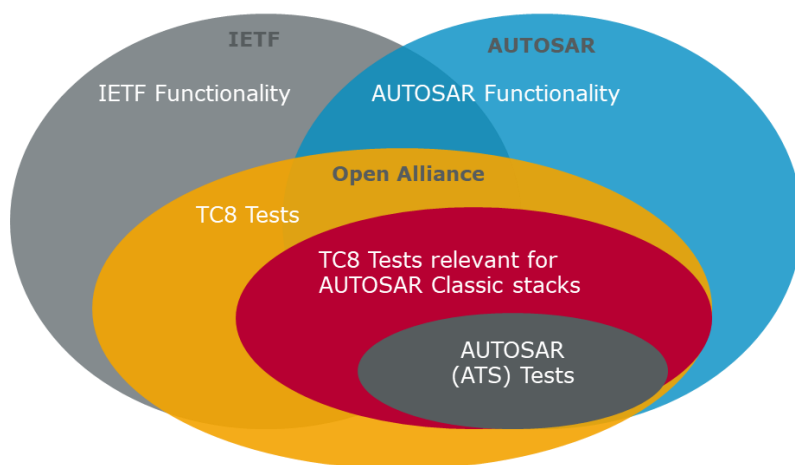 IETF
AUTOSAR
IETF Functionality
AUTOSAR Functionality
Open Alliance
TC8 Tests
TC8 Tests relevant for
AUTOSAR Classic stacks
AUTOSAR
(ATS) Tests